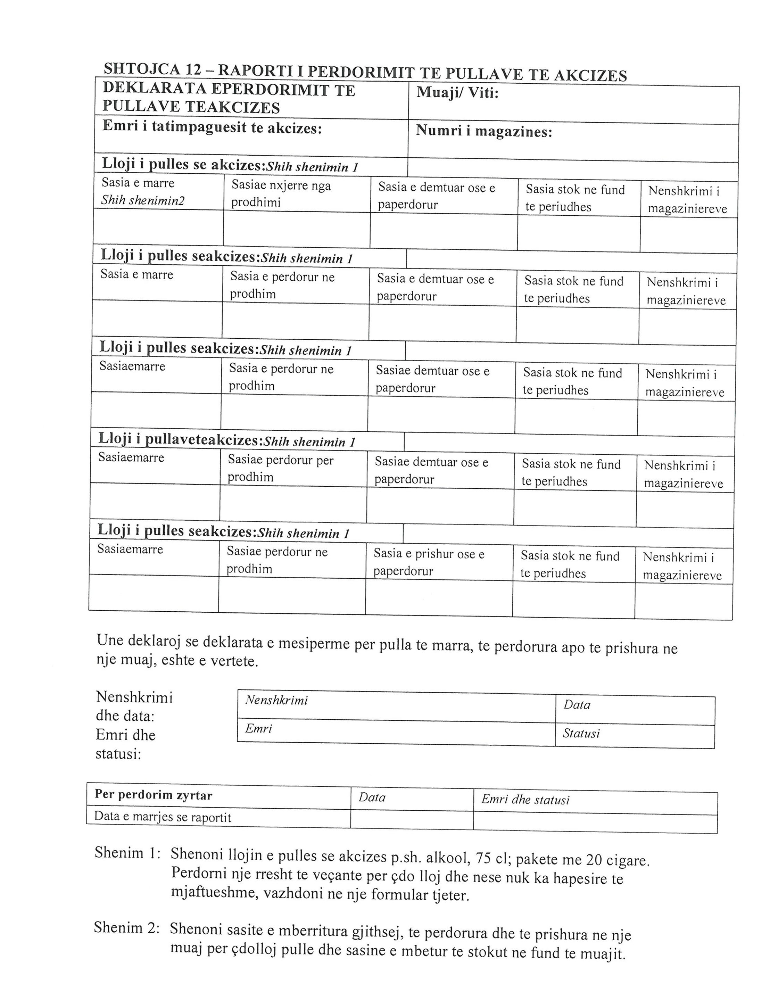 SHTOJCA 12 – RAPORTI I PERDORIMIT TE PULLAVE TE AKCIZES
DEKLARATA EPERDORIMIT TE
PULLAVE TEAKCIZES
Muaji/ Viti:
Emri i tatimpaguesit te akcizes:
Numri i magazines:
Lloji i pulles se akcizes:Shih shenimin 1
Sasia e marre
Shih shenimin2
Sasiae nxjerre nga
prodhimi
Sasia e demtuar ose e
paperdorur
Sasia stok ne fund
te periudhes
Nenshkrimi i
magaziniereve
Lloji i pulles seakcizes:Shih shenimin 1
Sasia e marre
Sasia e perdorur ne
prodhim
Sasia e demtuar ose e
paperdorur
Sasia stok ne fund
te periudhes
Nenshkrimi i
magaziniereve
Lloji i pulles seakcizes:Shih shenimin 1
Sasiaemarre
Sasia e perdorur ne
prodhim
Sasiae demtuar ose e
paperdorur
Sasia stok ne fund
te periudhes
Nenshkrimi i
magaziniereve
Lloji i pullaveteakcizes:Shih shenimin 1
Sasiaemarre
Sasiae perdorur per
prodhim
Sasiae demtuar ose e
paperdorur
Sasia stok ne fund
te periudhes
Nenshkrimi i
magaziniereve
Lloji i pulles seakcizes:Shih shenimin 1
Sasiaemarre
Sasiae perdorur ne
prodhim
Sasia e prishur ose e
paperdorur
Sasia stok ne fund
te periudhes
Nenshkrimi i
magaziniereve
Une deklaroj se deklarata e mesiperme per pulla te marra, te perdorura apo te prishura ne
nje muaj, eshte e vertete.
Nenshkrimi
dhe data:
Emri dhe
statusi:
Nenshkrimi
Data
Emri
Statusi
Per perdorim zyrtar
Data
Emri dhe statusi
Data e marrjes se raportit
Shenim 1: Shenoni llojin e pulles se akcizes p.sh. alkool, 75 cl; pakete me 20 cigare.
Perdorni nje rresht te veçante per çdo lloj dhe nese nuk ka hapesire te
mjaftueshme, vazhdoni ne nje formular tjeter.
Shenim 2: Shenoni sasite e mberritura gjithsej, te perdorura dhe te prishura ne nje
muaj per çdolloj pulle dhe sasine e mbetur te stokut ne fund te muajit.